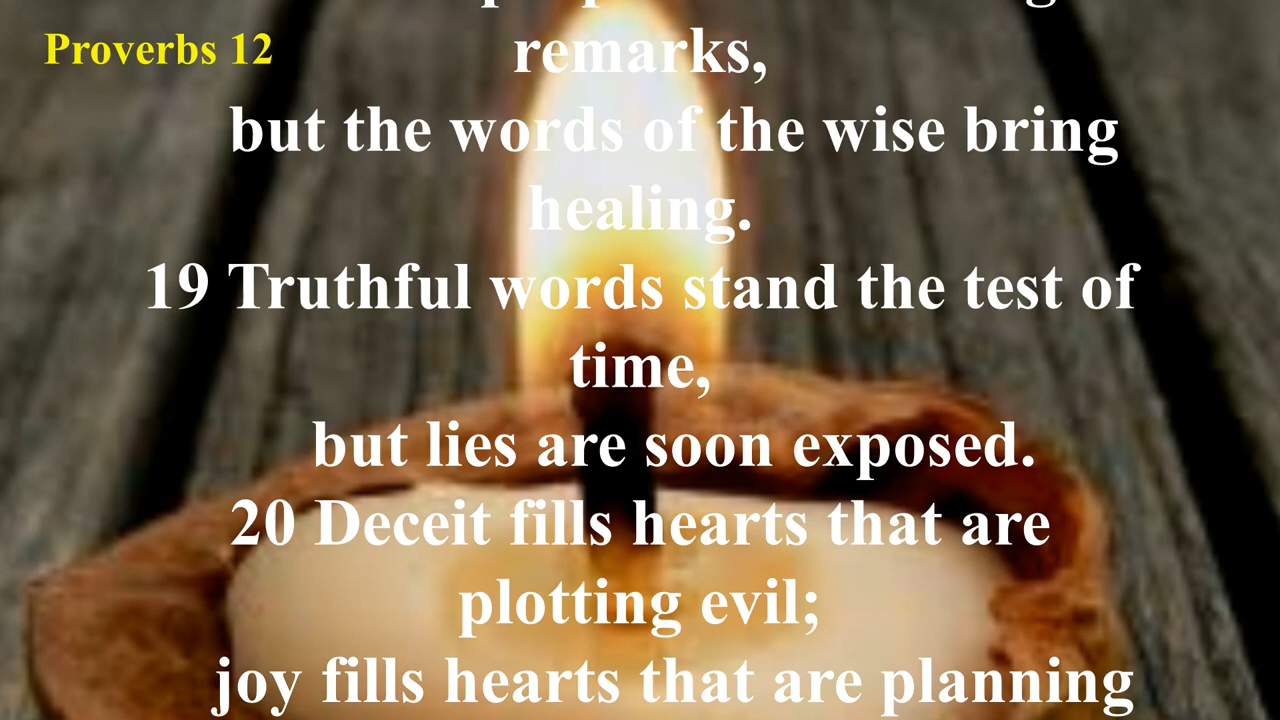 Proverbs 12
remarks,
but the words of the wise bring
healing.
19 Truthful words stand the test of
time,
but lies are soon exposed.
20 Deceit fills hearts that are
plotting evil;
joy fills hearts that are planning